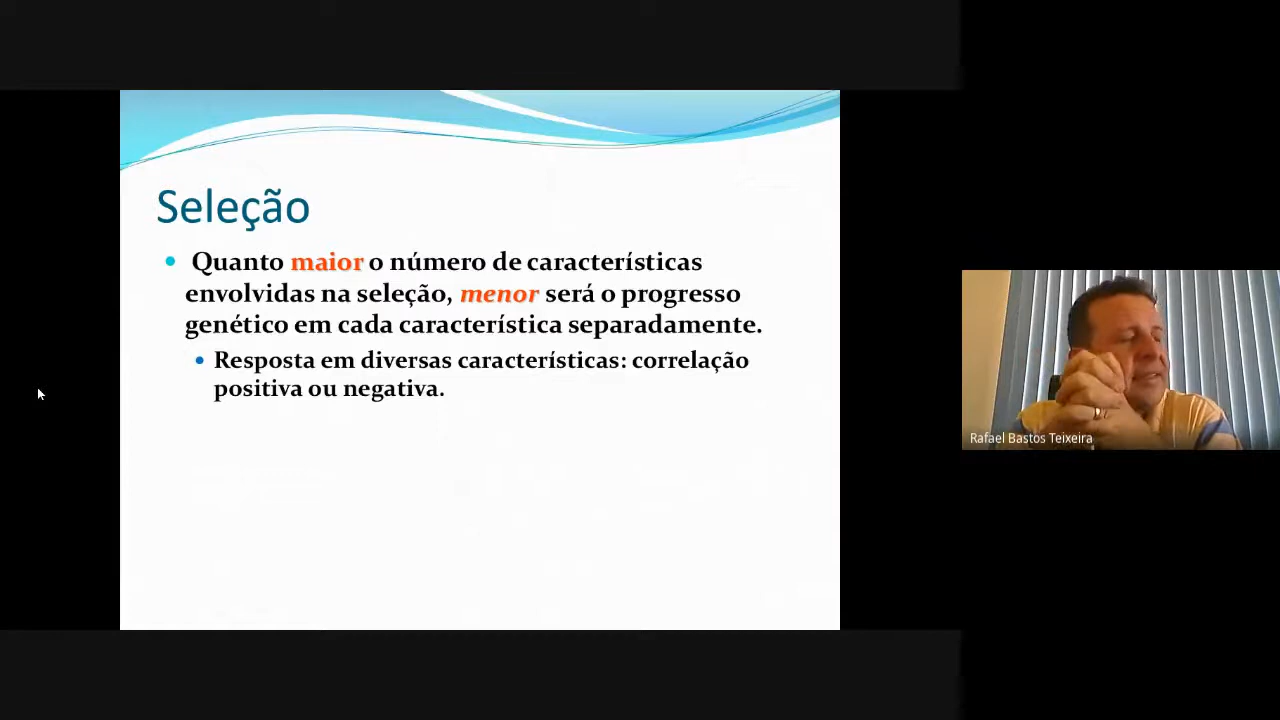 Seleção
Quanto maior o número de características
envolvidas na seleção, menor será o progresso
genético em cada característica separadamente.
Resposta em diversas características: correlação
positiva ou negativa.
Rafael Bastos Teixeira